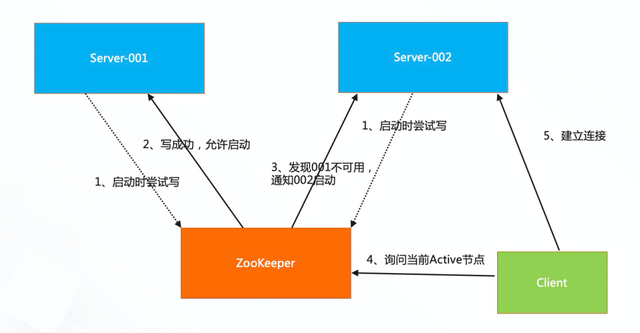 Server-001
Server-002
1、启动时尝试写
2、写成功，允许启动
5、建立连接
3、发现001不可用，
通知002启动
1、启动时尝试写
ZooKeeper
4、询问当前Active节点
Client